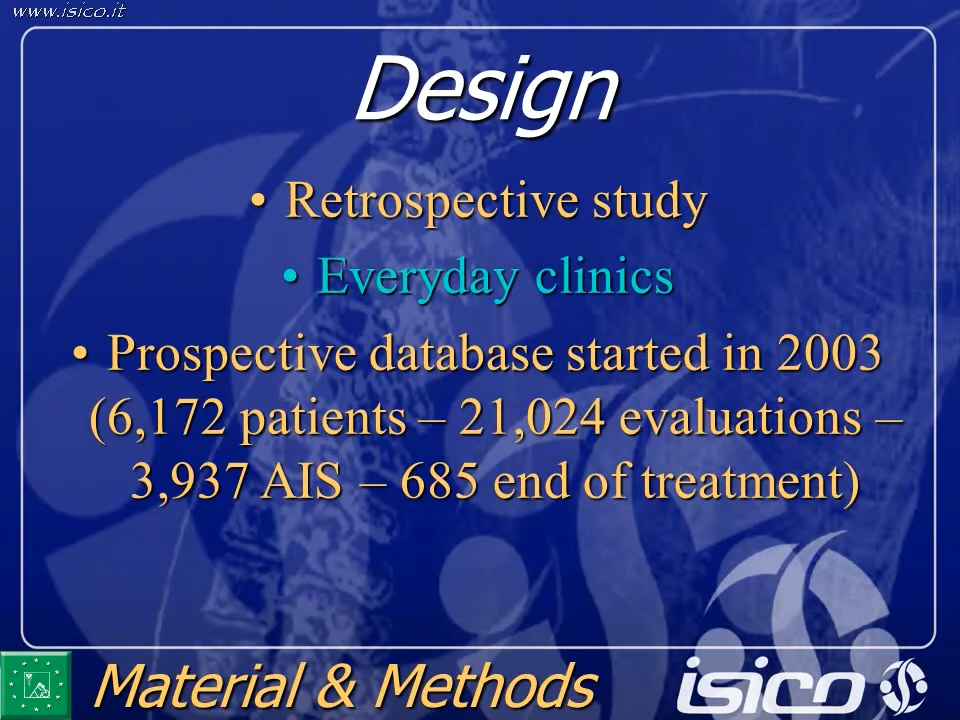 www.isico.it
Design
• Retrospective study
• Everyday clinics
• Prospective database started in 2003
(6,172 patients – 21,024 evaluations –
3,937 AIS – 685 end of treatment)
Material & Methods
isico